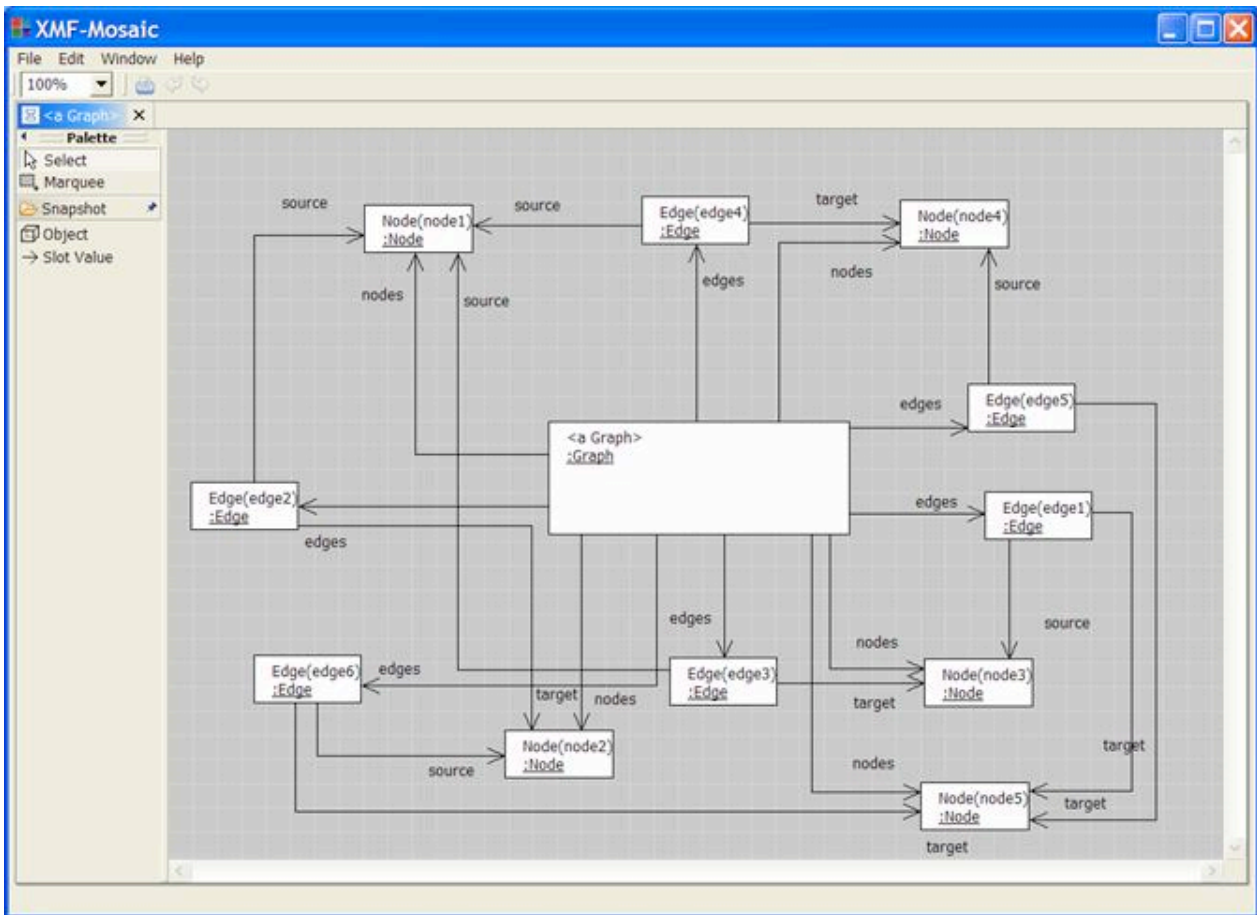 XMF-Mosaic
File Edit Window Help
100%
<a Graph>
Palette
Select
Marquee
Snapshot
Object
Slot Value
source
Node(node1)
:Node
source
Edge(edge4)
:Edge
target
Node(node4)
:Node
nodes
source
edges
nodes
source
edges
Edge(edge5)
:Edge
<a Graph>
:Graph
Edge(edge2)
:Edge
edges
edges
Edge(edge1)
:Edge
edges
source
nodes
Edge(edge6)
:Edge
edges
target
nodes
Edge(edge3)
:Edge
target
Node(node3)
:Node
source
Node(node2)
:Node
target
nodes
Node(node5)
:Node
target
target